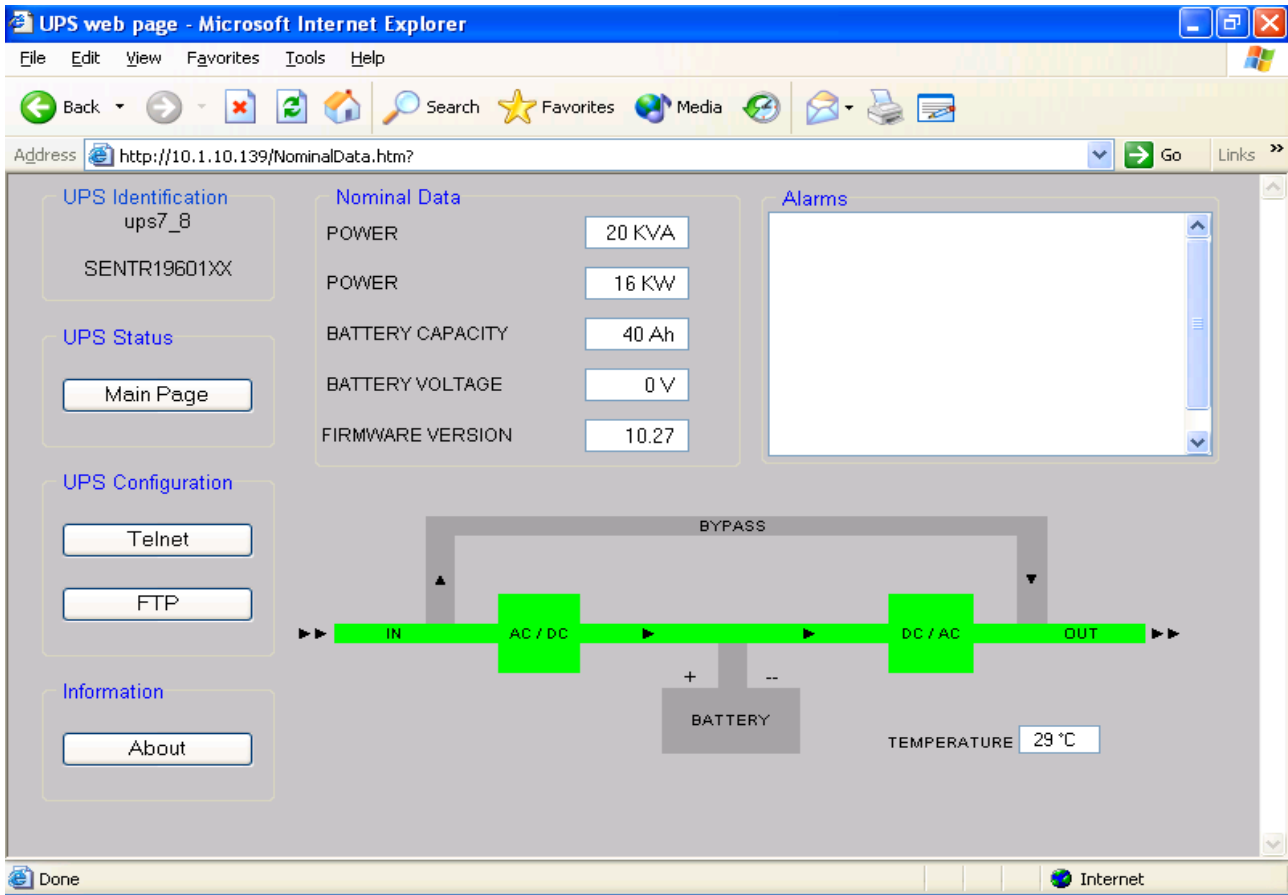 UPS web page - Microsoft Internet Explorer
File Edit View Favorites Tools Help
Back Search Favorites Media
Address http://10.1.10.139/NominalData.htm? Go Links »
UPS Identification
ups7_8
SENTR19601XX
UPS Status
Main Page
UPS Configuration
Telnet
FTP
Information
About
Nominal Data
POWER 20 KVA
POWER 16 KW
BATTERY CAPACITY 40 Ah
BATTERY VOLTAGE 0 V
FIRMWARE VERSION 10.27
Alarms
BYPASS
IN AC / DC DC / AC OUT
+ --
BATTERY
TEMPERATURE 29 °C
Done Internet